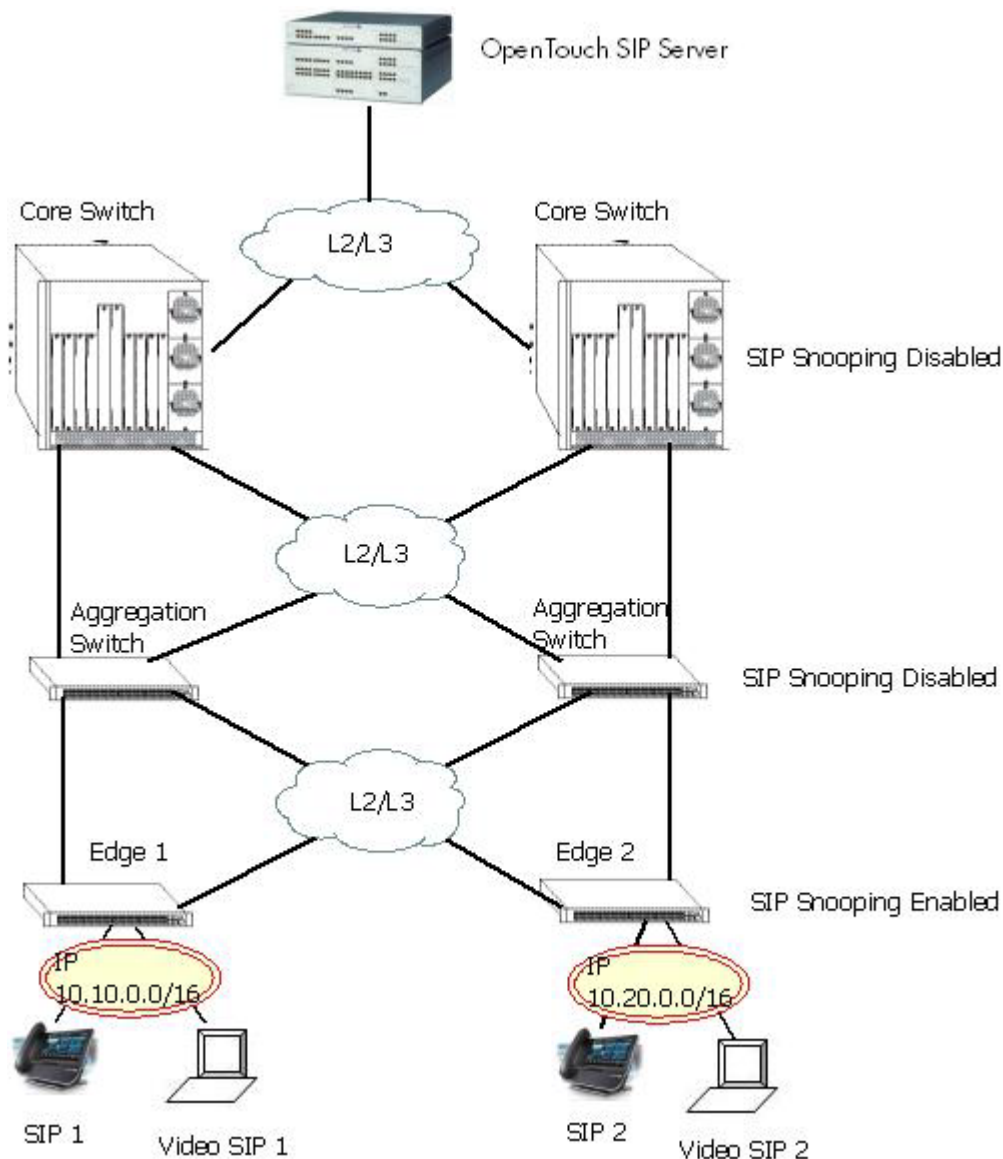 OpenTouch SIP Server
Core Switch
Core Switch
L2/L3
SIP Snooping Disabled
L2/L3
Aggregation
Switch
Aggregation
Switch
SIP Snooping Disabled
L2/L3
Edge 1
Edge 2
SIP Snooping Enabled
IP
10.10.0.0/16
IP
10.20.0.0/16
SIP 1
Video SIP 1
SIP 2
Video SIP 2